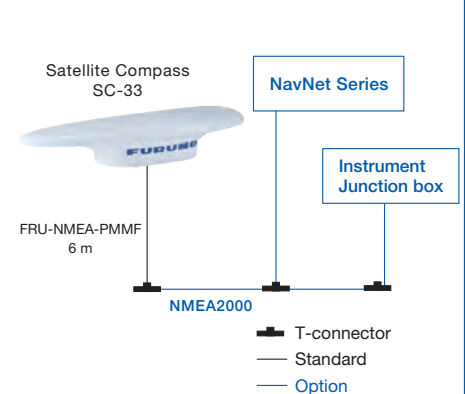 Satellite Compass
SC-33
NavNet Series
FURUNO
Instrument
Junction box
FRU-NMEA-PMMF
6 m
NMEA2000
T-connector
Standard
Option